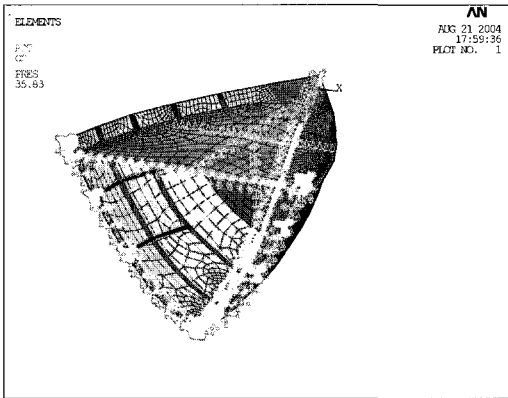 ELEMENTS
PRES
35.83
AN
AUG 21 2004
17:59:36
PLOT NO. 1
X